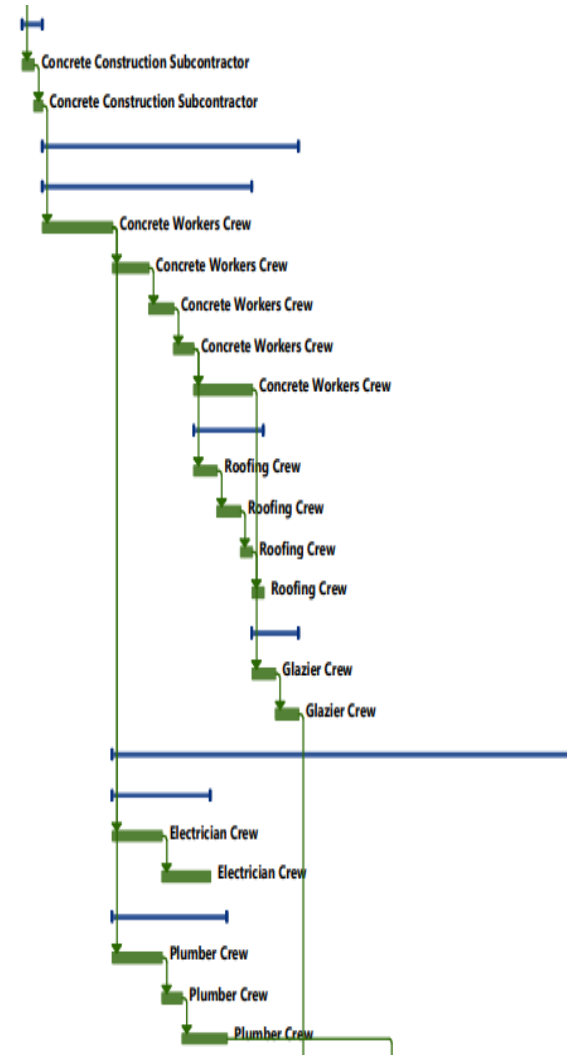 Concrete Construction Subcontractor
Concrete Construction Subcontractor
Concrete Workers Crew
Concrete Workers Crew
Concrete Workers Crew
Concrete Workers Crew
Concrete Workers Crew
Roofing Crew
Roofing Crew
Roofing Crew
Roofing Crew
Glazier Crew
Glazier Crew
Electrician Crew
Electrician Crew
Plumber Crew
Plumber Crew
Plumber Crew